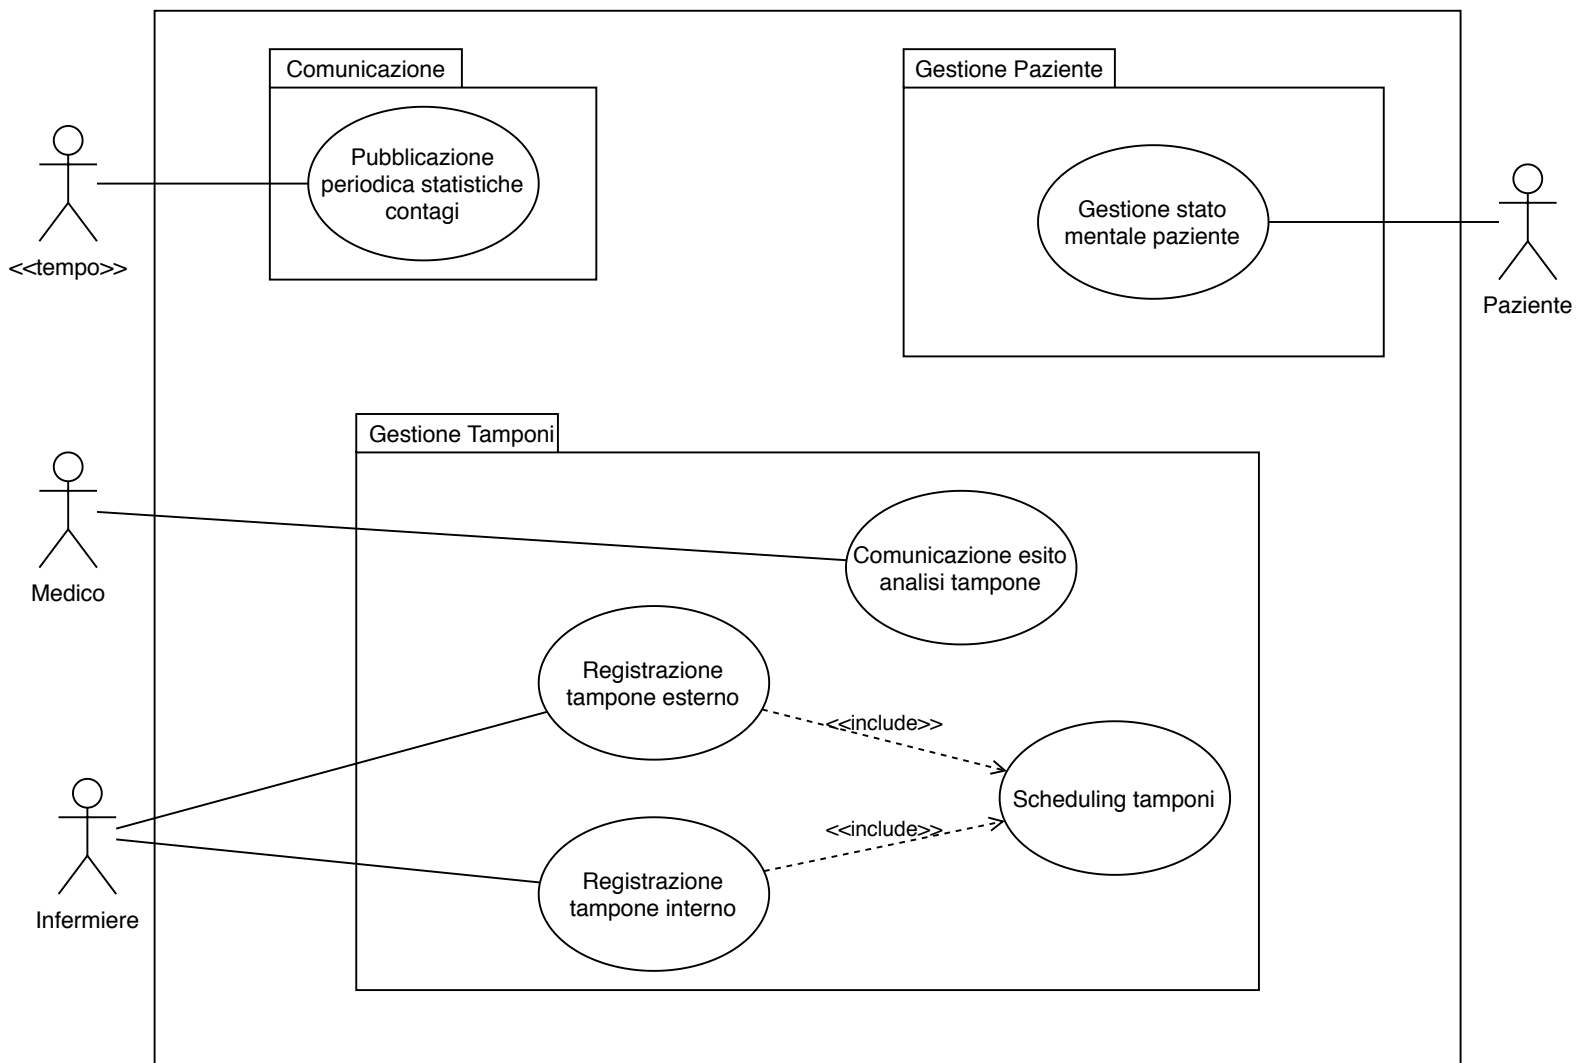 Comunicazione
Gestione Paziente
Pubblicazione
periodica statistiche
contagi
Gestione stato
mentale paziente
<<tempo>>
Paziente
Gestione Tamponi
Medico
Comunicazione esito
analisi tampone
Registrazione
tampone esterno
<<include>>
Scheduling tamponi
<<include>>
Registrazione
tampone interno
Infermiere